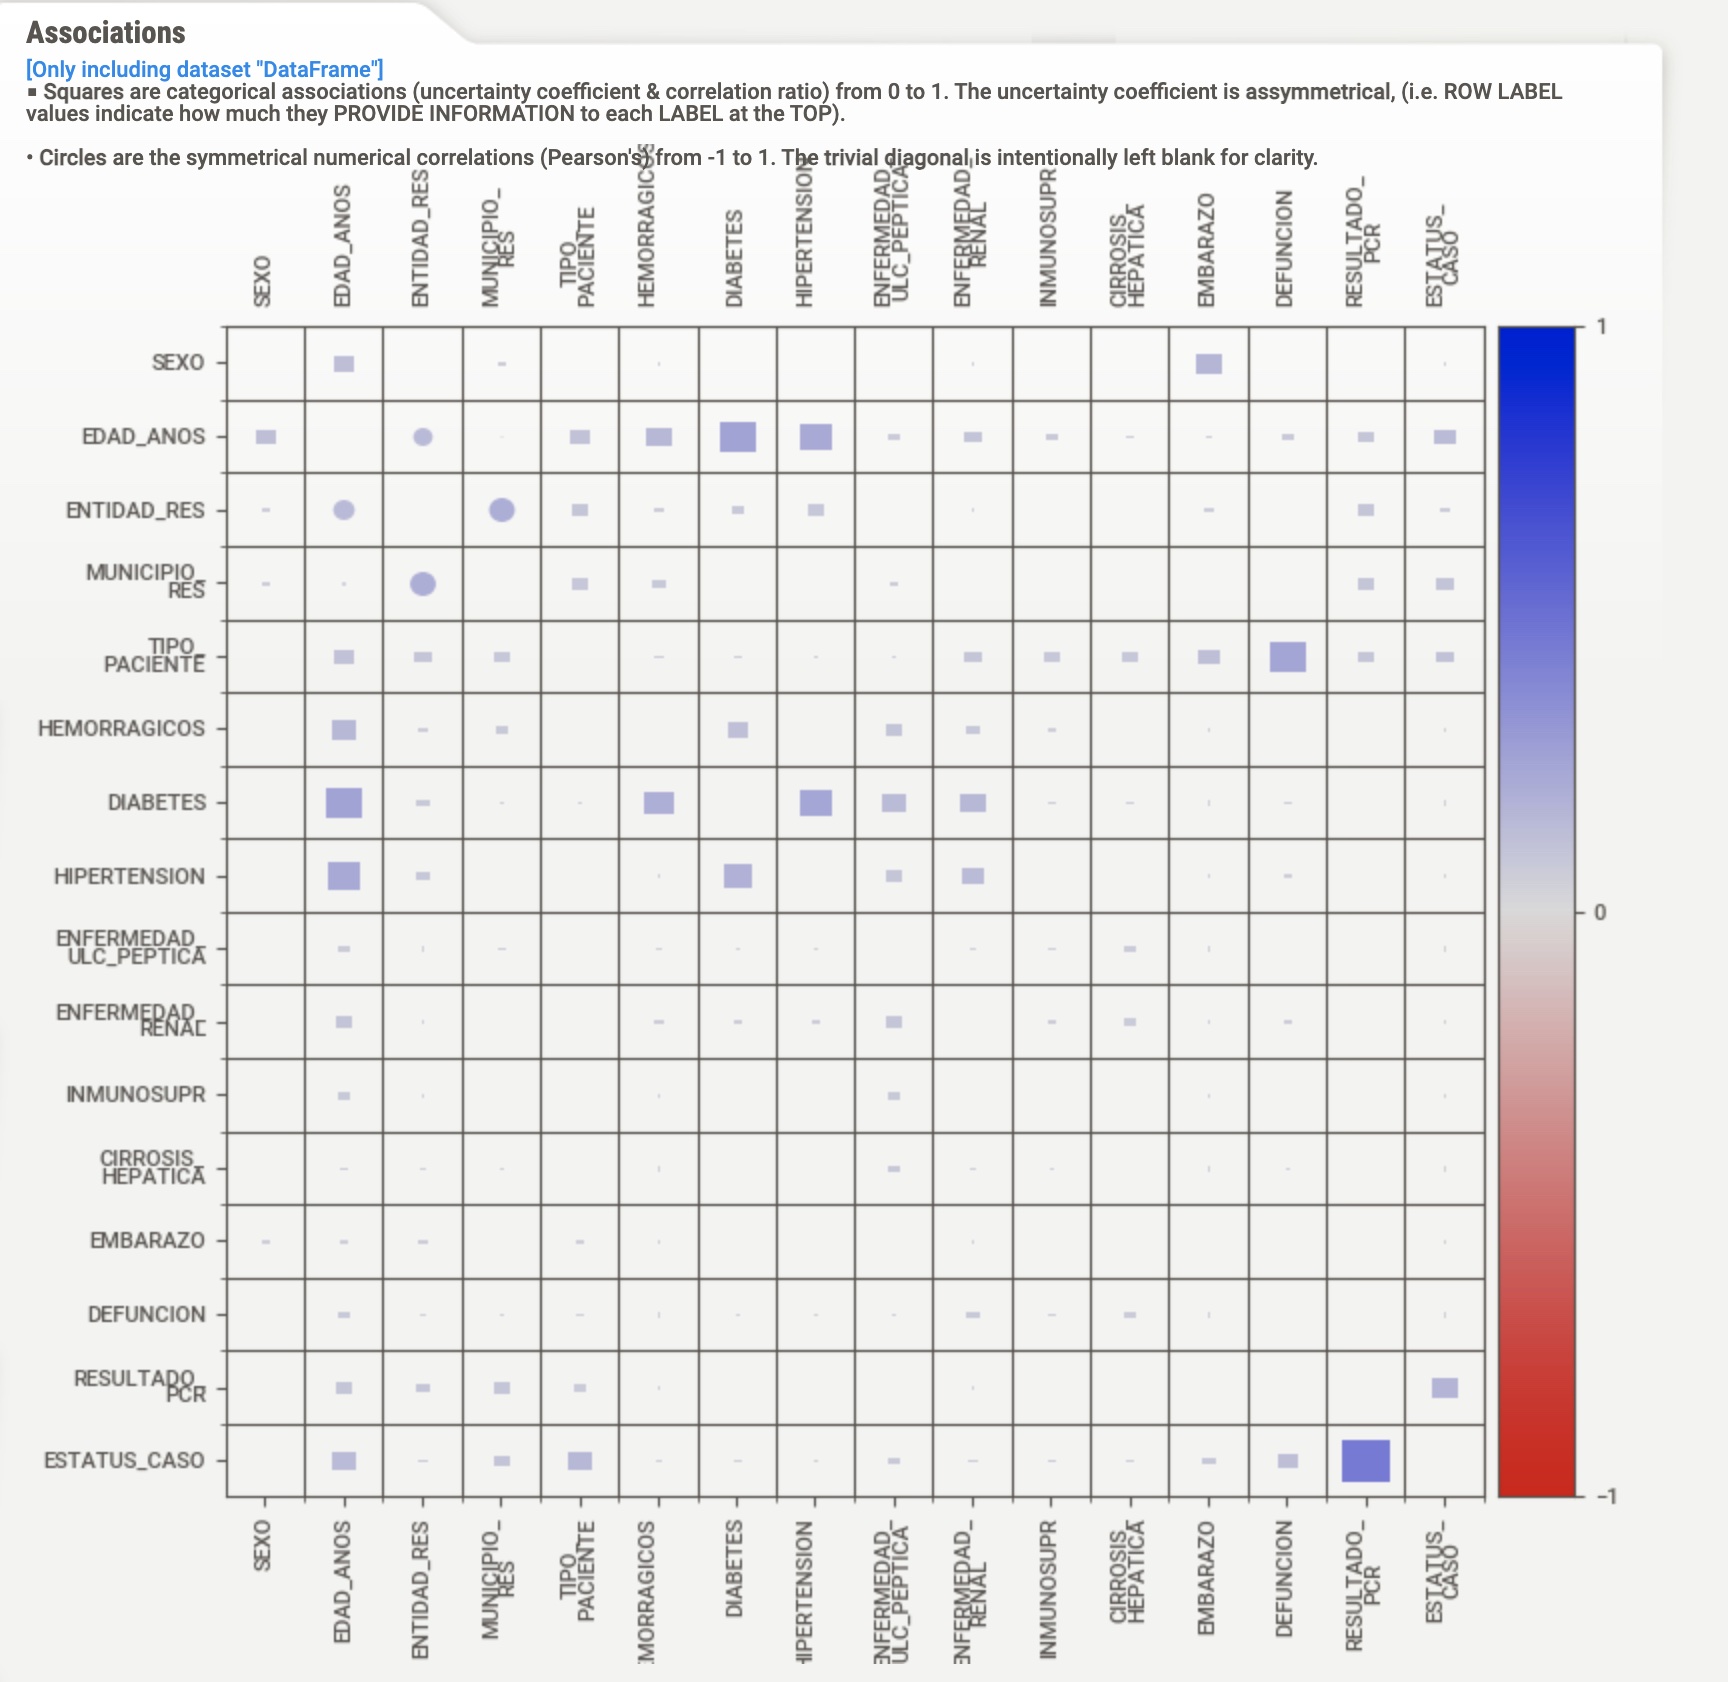 Associations
[Only including dataset "DataFrame"]
▪ Squares are categorical associations (uncertainty coefficient & correlation ratio) from 0 to 1. The uncertainty coefficient is assymmetrical, (i.e. ROW LABEL
values indicate how much they PROVIDE INFORMATION to each LABEL at the TOP).
• Circles are the symmetrical numerical correlations (Pearson's) from -1 to 1. The trivial diagonal is intentionally left blank for clarity.
SEXO
EDAD_ANOS
ENTIDAD_RES
MUNICIPIO_
RES
TIPO_
PACIENTE
HEMORRAGICOS
DIABETES
HIPERTENSION
ENFERMEDAD_
ULC_PEPTICA
ENFERMEDAD_
RENAL
INMUNOSUPR
CIRROSIS_
HEPATICA
EMBARAZO
DEFUNCION
RESULTADO_
PCR
ESTATUS_
CASO
SEXO
EDAD_ANOS
ENTIDAD_RES
MUNICIPIO_
RES
TIPO_
PACIENTE
HEMORRAGICOS
DIABETES
HIPERTENSION
ENFERMEDAD_
ULC_PEPTICA
ENFERMEDAD_
RENAL
INMUNOSUPR
CIRROSIS_
HEPATICA
EMBARAZO
DEFUNCION
RESULTADO_
PCR
ESTATUS_CASO
1
0
-1
SEXO
EDAD_ANOS
ENTIDAD_RES
MUNICIPIO_
RES
TIPO_
PACIENTE
EMORRAGICOS
DIABETES
HIPERTENSION
ENFERMEDAD_
ULC_PEPTICA
ENFERMEDAD_
RENAL
INMUNOSUPR
CIRROSIS_
HEPATICA
EMBARAZO
DEFUNCION
RESULTADO_
PCR
ESTATUS_
CASO